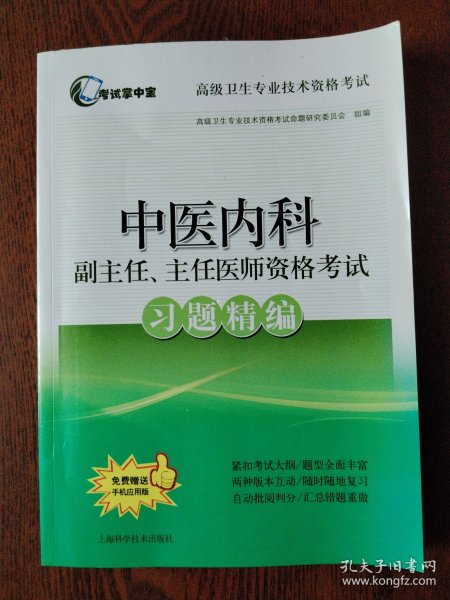 考试掌中宝
高级卫生专业技术资格考试
高级卫生专业技术资格考试命题研究委员会 组编
中医内科
副主任、主任医师资格考试
习题精编
免费赠送
手机应用版
紧扣考试大纲/题型全面丰富
两种版本互动/随时随地复习
自动批阅判分/汇总错题重做
上海科学技术出版社
孔夫子旧书网
www.kongfz.com